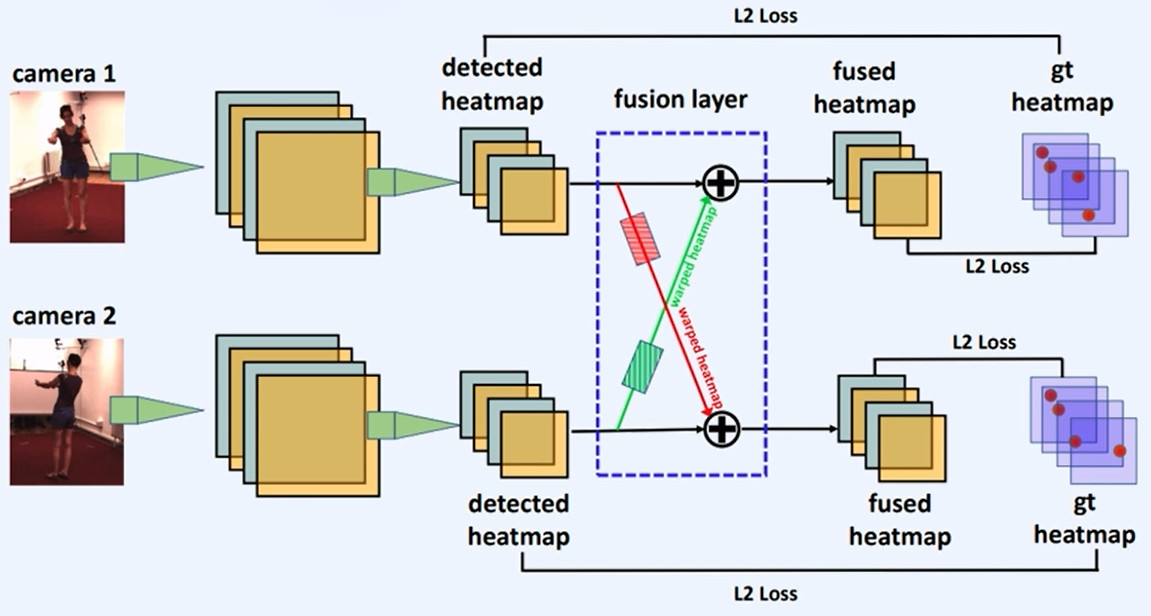 L2 Loss
camera 1
detected
heatmap
fusion layer
fused
heatmap
gt
heatmap
warped heatmap
L2 Loss
camera 2
warped heatmap
L2 Loss
detected
heatmap
fused
heatmap
gt
heatmap
L2 Loss